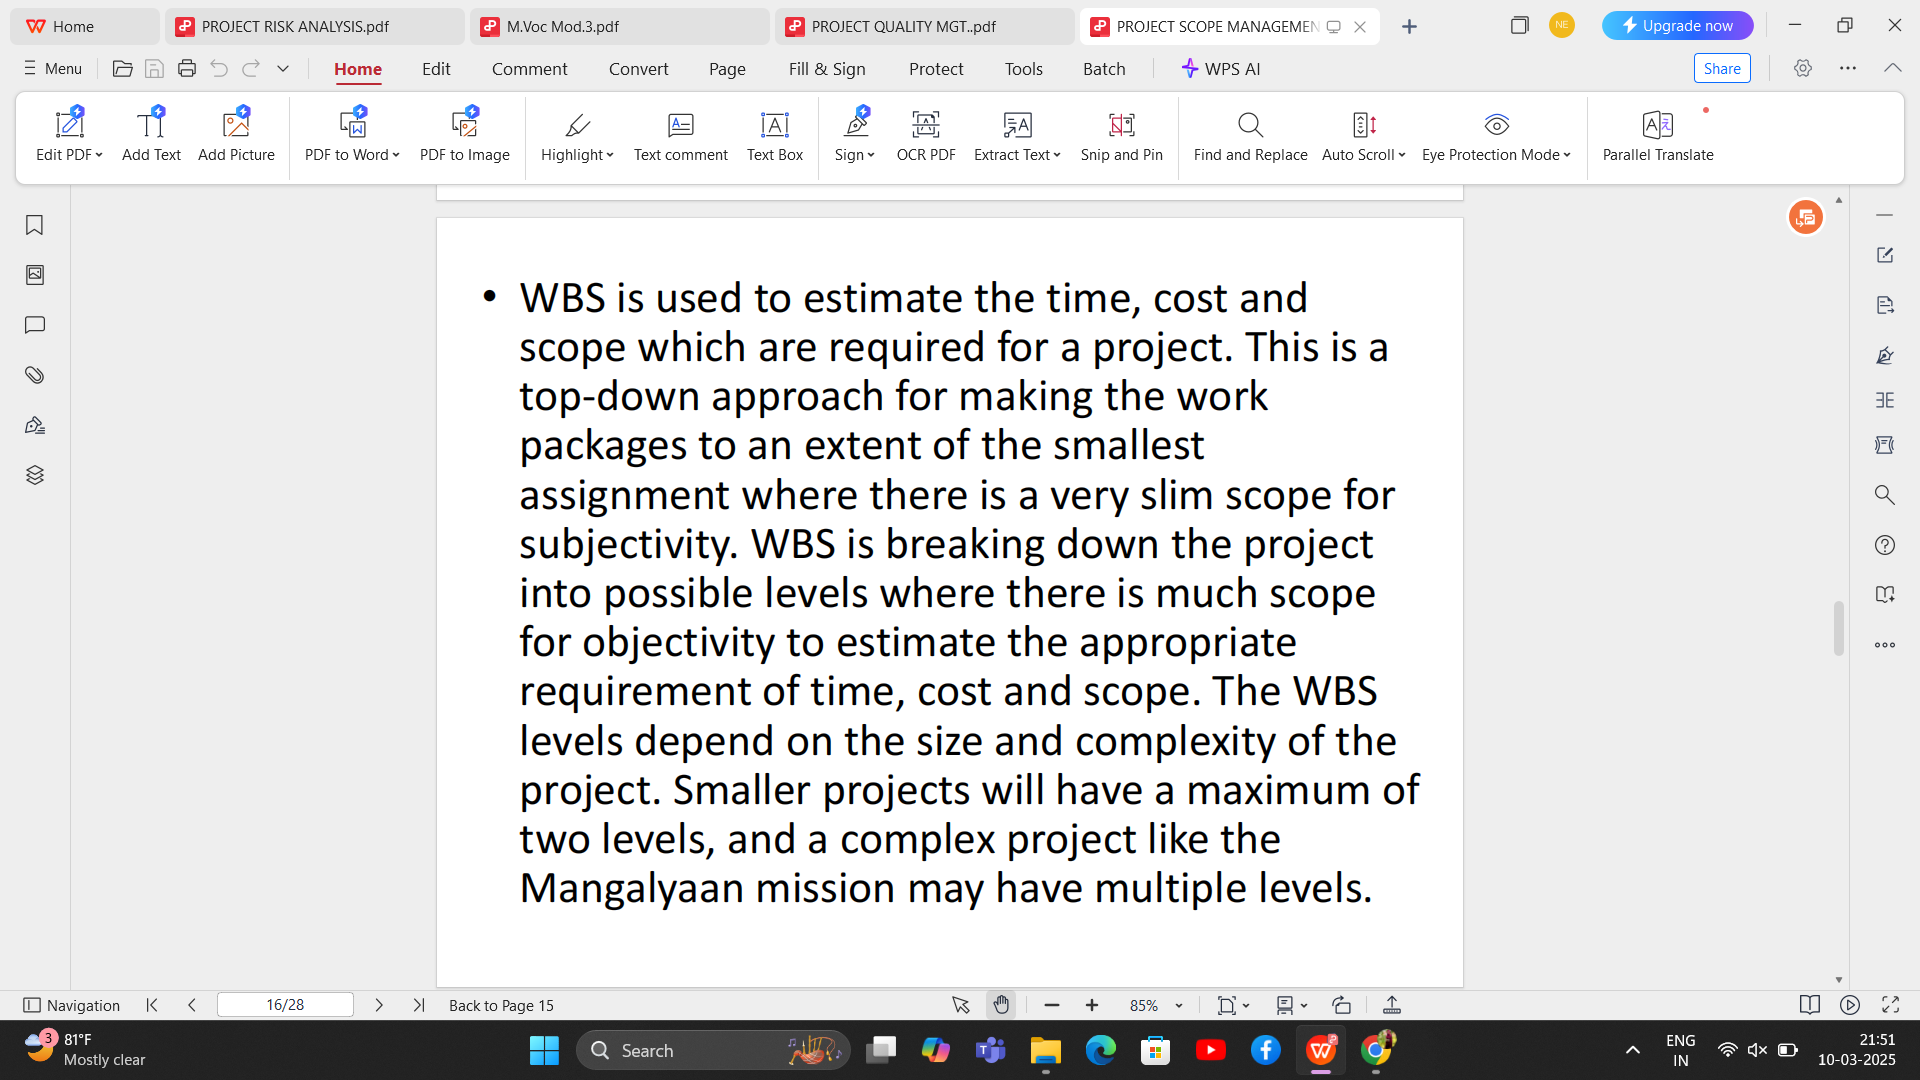 Home
PROJECT RISK ANALYSIS.pdf
M.Voc Mod.3.pdf
PROJECT QUALITY MGT..pdf
PROJECT SCOPE MANAGEMEN
NE
Upgrade now
Menu
Home
Edit
Comment
Convert
Page
Fill & Sign
Protect
Tools
Batch
WPS AI
Share
Edit PDF
Add Text
Add Picture
PDF to Word
PDF to Image
Highlight
Text comment
Text Box
Sign
OCR PDF
Extract Text
Snip and Pin
Find and Replace
Auto Scroll
Eye Protection Mode
Parallel Translate
• WBS is used to estimate the time, cost and
scope which are required for a project. This is a
top-down approach for making the work
packages to an extent of the smallest
assignment where there is a very slim scope for
subjectivity. WBS is breaking down the project
into possible levels where there is much scope
for objectivity to estimate the appropriate
requirement of time, cost and scope. The WBS
levels depend on the size and complexity of the
project. Smaller projects will have a maximum of
two levels, and a complex project like the
Mangalyaan mission may have multiple levels.
Navigation
16/28
Back to Page 15
85%
3
81°F
Mostly clear
Search
ENG
IN
21:51
10-03-2025